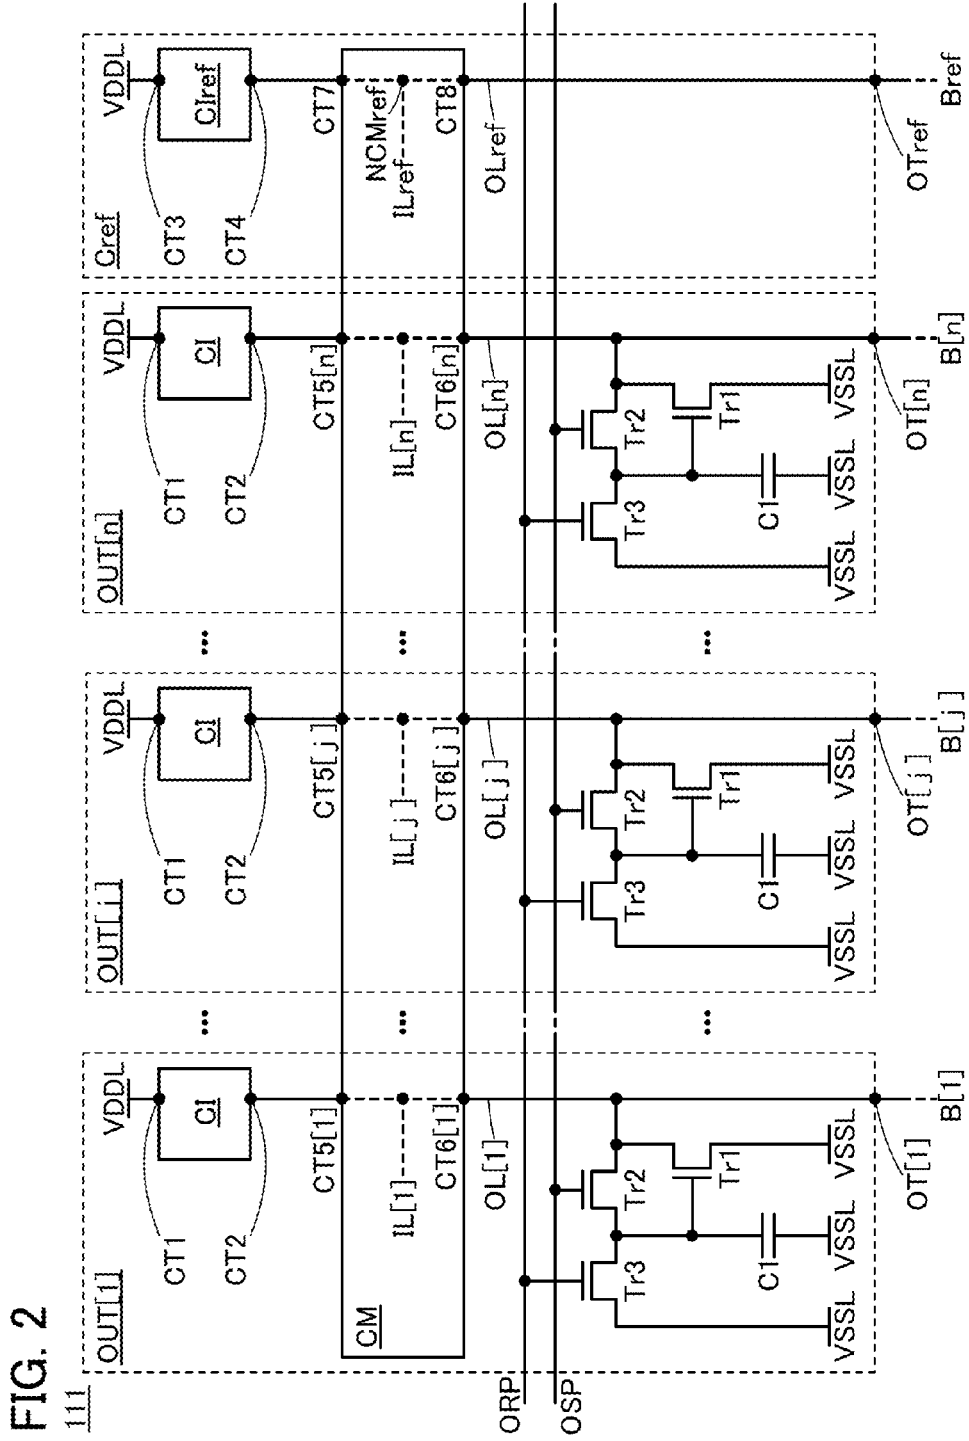 FIG. 2
111
OUT[1]
VDDL
CI
CT1
CT2
CT5[1]
IL[1]
CM
CT6[1]
OL[1]
ORP
OSP
Tr3
Tr2
Tr1
C1
VSSL
VSSL
VSSL
OT[1]
B[1]
...
...
...
OUT[j]
VDDL
CI
CT1
CT2
CT5[j]
IL[j]
CT6[j]
OL[j]
Tr3
Tr2
Tr1
C1
VSSL
VSSL
VSSL
OT[j]
B[j]
...
...
...
OUT[n]
VDDL
CI
CT1
CT2
CT5[n]
IL[n]
CT6[n]
OL[n]
Tr3
Tr2
Tr1
C1
VSSL
VSSL
VSSL
OT[n]
B[n]
Cref
VDDL
CIref
CT3
CT4
CT7
NCMref
ILref
CT8
OLref
OTref
Bref